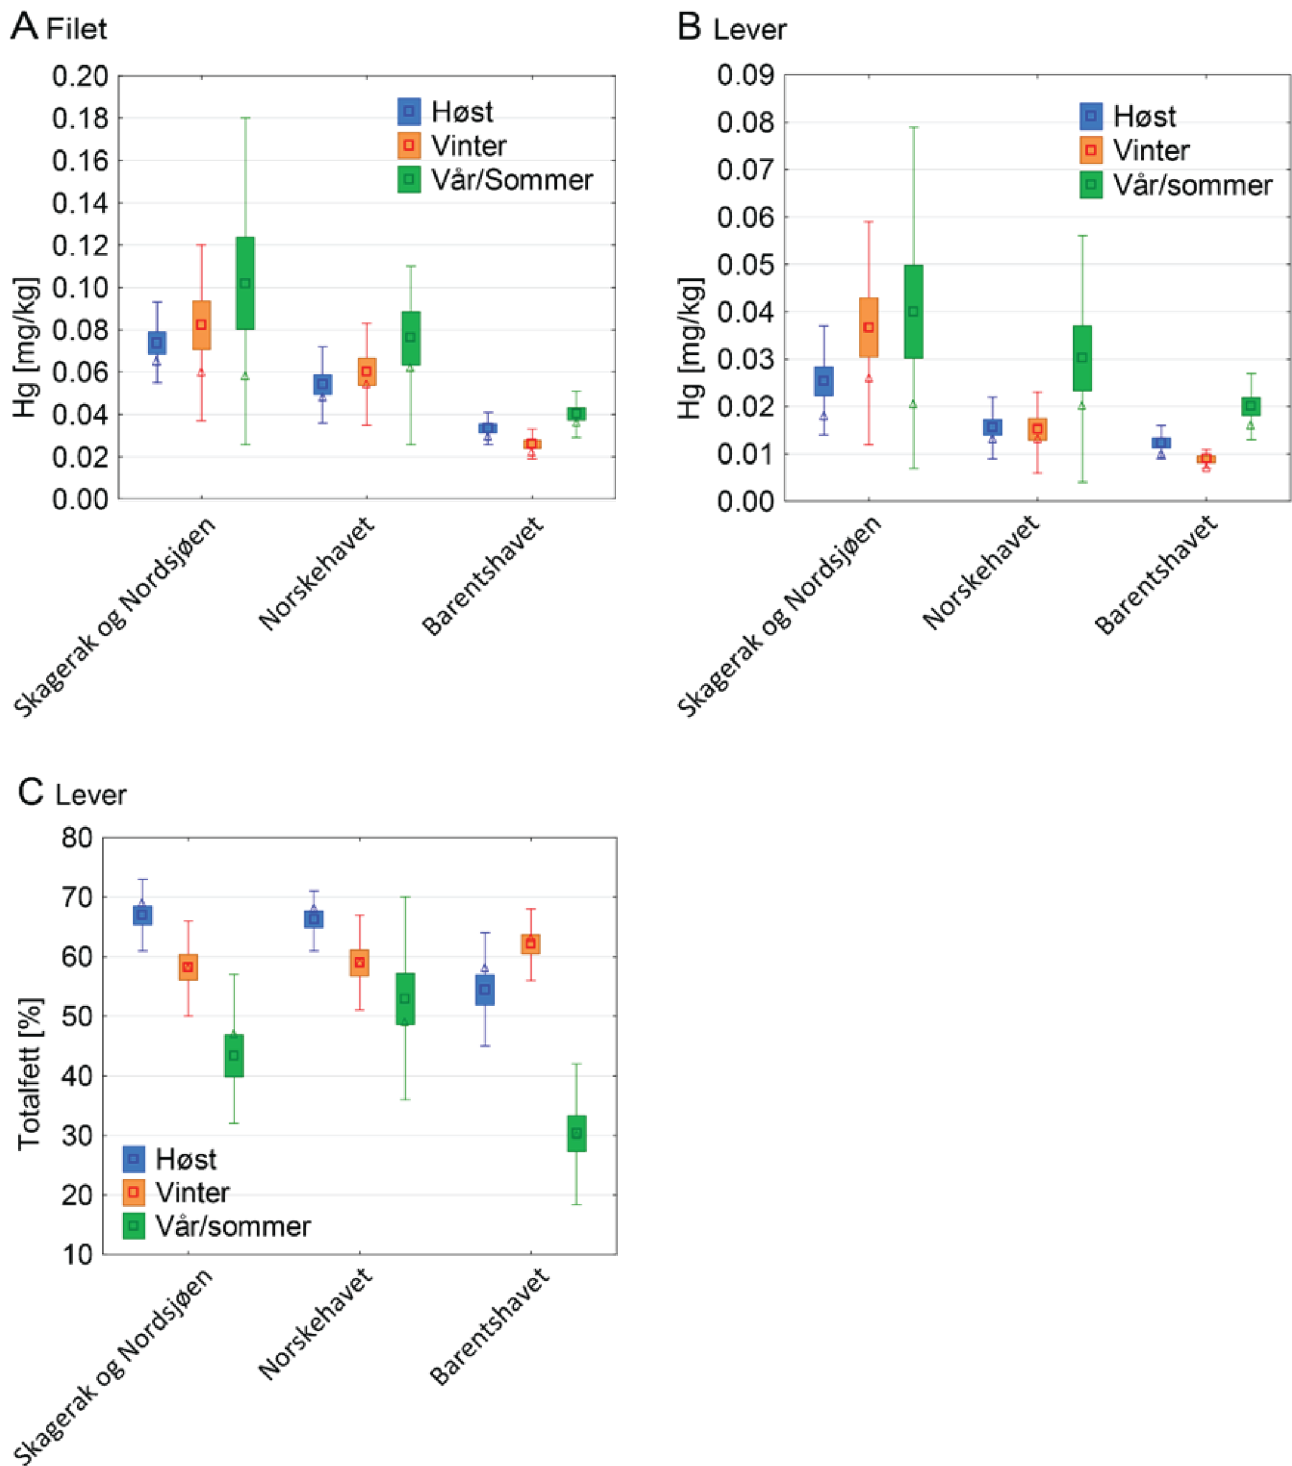 A Filet
0.20
0.18
0.16
0.14
0.12
0.10
0.08
0.06
0.04
0.02
0.00
Hg [mg/kg]
Høst
Vinter
Vår/Sommer
Skagerak og Nordsjøen
Norskehavet
Barentshavet
B Lever
0.09
0.08
0.07
0.06
0.05
0.04
0.03
0.02
0.01
0.00
Hg [mg/kg]
Høst
Vinter
Vår/sommer
Skagerak og Nordsjøen
Norskehavet
Barentshavet
C Lever
80
70
60
50
40
30
20
10
Totalfett [%]
Høst
Vinter
Vår/sommer
Skagerak og Nordsjøen
Norskehavet
Barentshavet